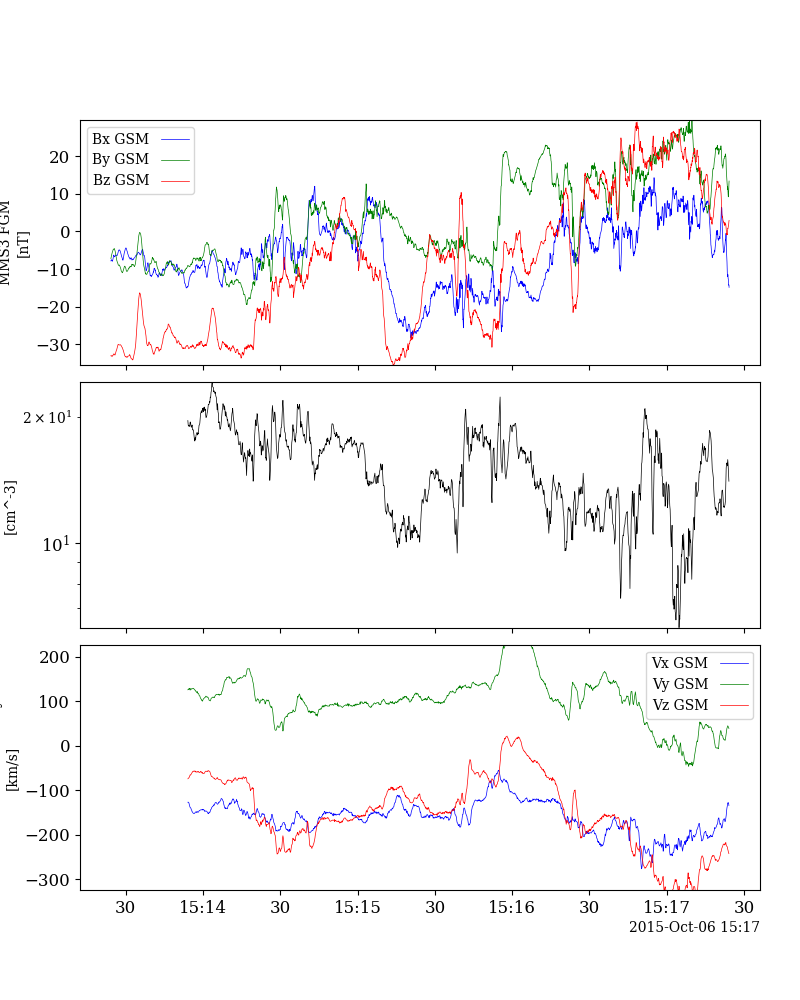 MMS3 FGM
[nT]
Bx GSM
By GSM
Bz GSM
20
10
0
−10
−20
−30
[cm^-3]
2×10¹
10¹
[km/s]
Vx GSM
Vy GSM
Vz GSM
200
100
0
−100
−200
−300
30 15:14 30 15:15 30 15:16 30 15:17 30
2015-Oct-06 15:17